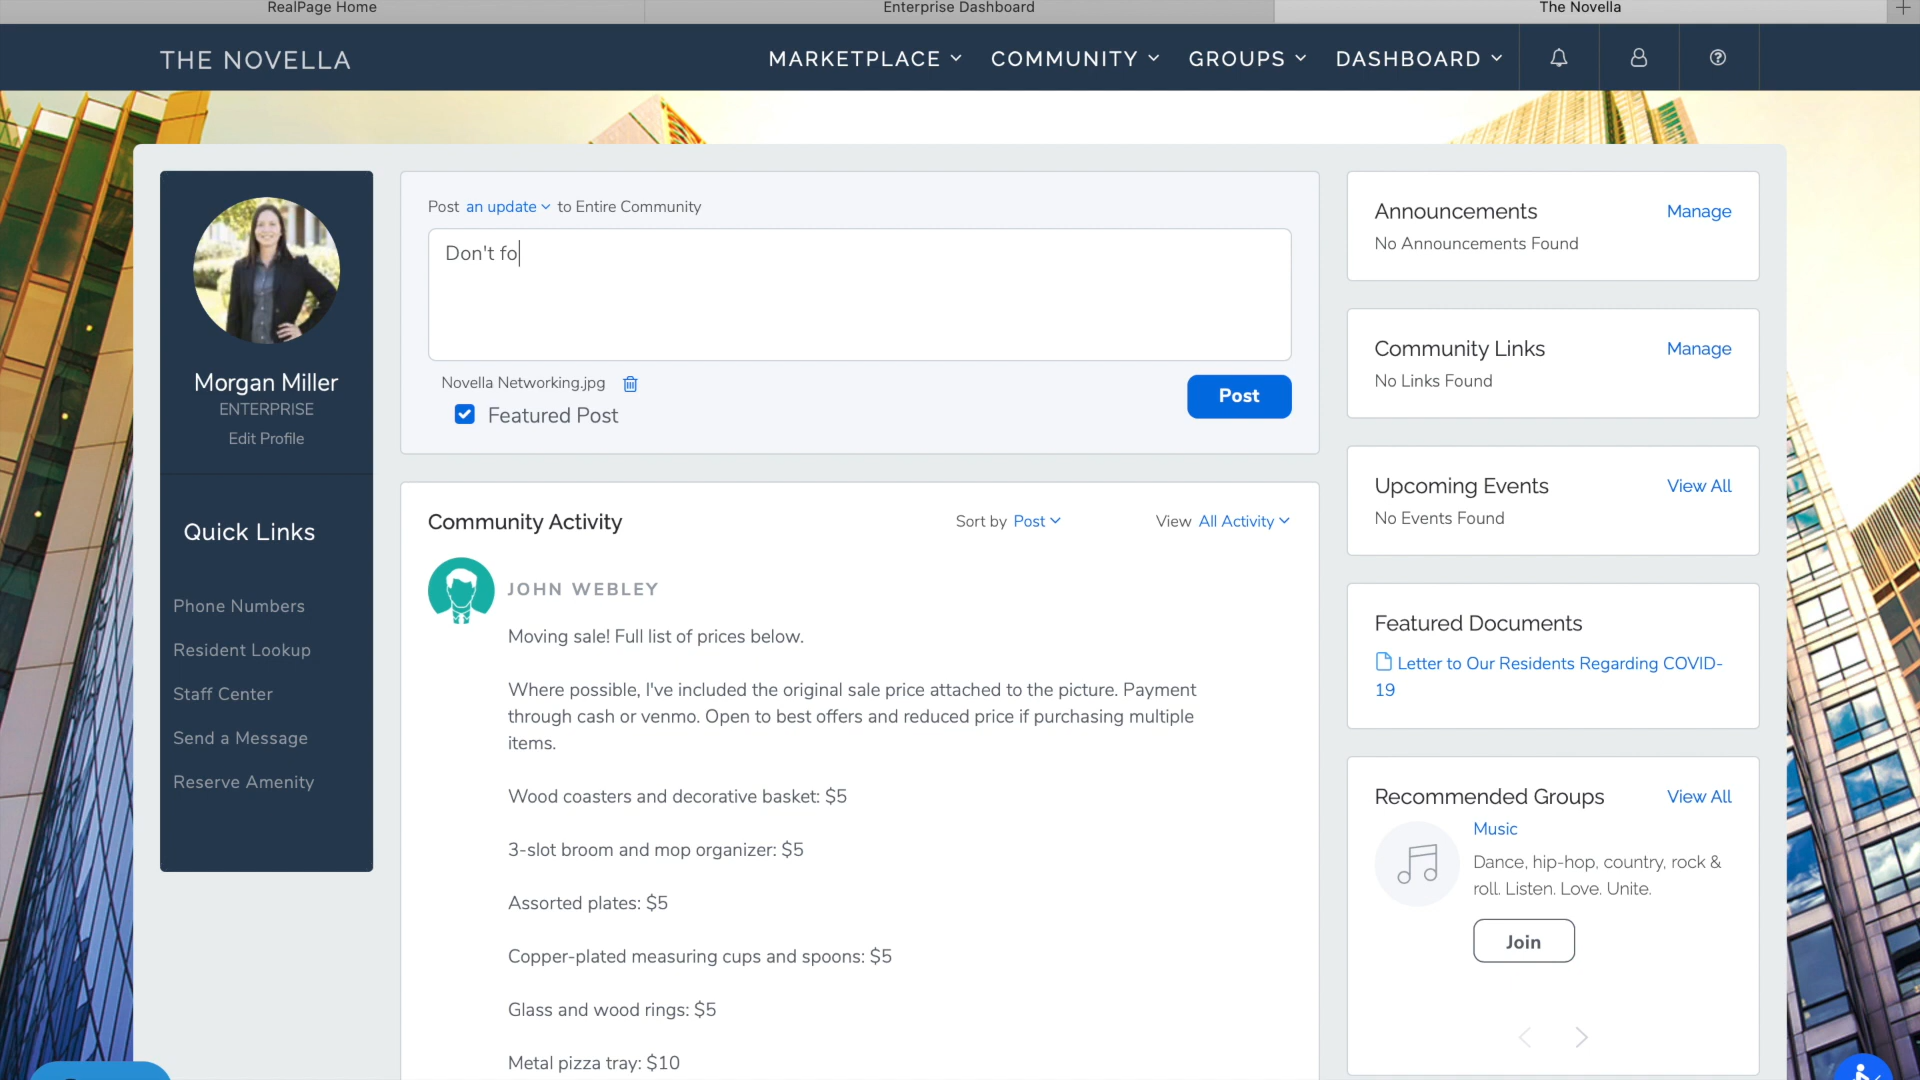 RealPage Home
Enterprise Dashboard
The Novella
THE NOVELLA
MARKETPLACE
COMMUNITY
GROUPS
DASHBOARD
Morgan Miller
ENTERPRISE
Edit Profile
Quick Links
Phone Numbers
Resident Lookup
Staff Center
Send a Message
Reserve Amenity
Post an update to Entire Community
Don't fo
Novella Networking.jpg
Featured Post
Post
Community Activity
Sort by Post
View All Activity
JOHN WEBLEY
Moving sale! Full list of prices below.
Where possible, I've included the original sale price attached to the picture. Payment
through cash or venmo. Open to best offers and reduced price if purchasing multiple
items.
Wood coasters and decorative basket: $5
3-slot broom and mop organizer: $5
Assorted plates: $5
Copper-plated measuring cups and spoons: $5
Glass and wood rings: $5
Metal pizza tray: $10
Announcements
Manage
No Announcements Found
Community Links
Manage
No Links Found
Upcoming Events
View All
No Events Found
Featured Documents
Letter to Our Residents Regarding COVID-
19
Recommended Groups
View All
Music
Dance, hip-hop, country, rock &
roll. Listen. Love. Unite.
Join